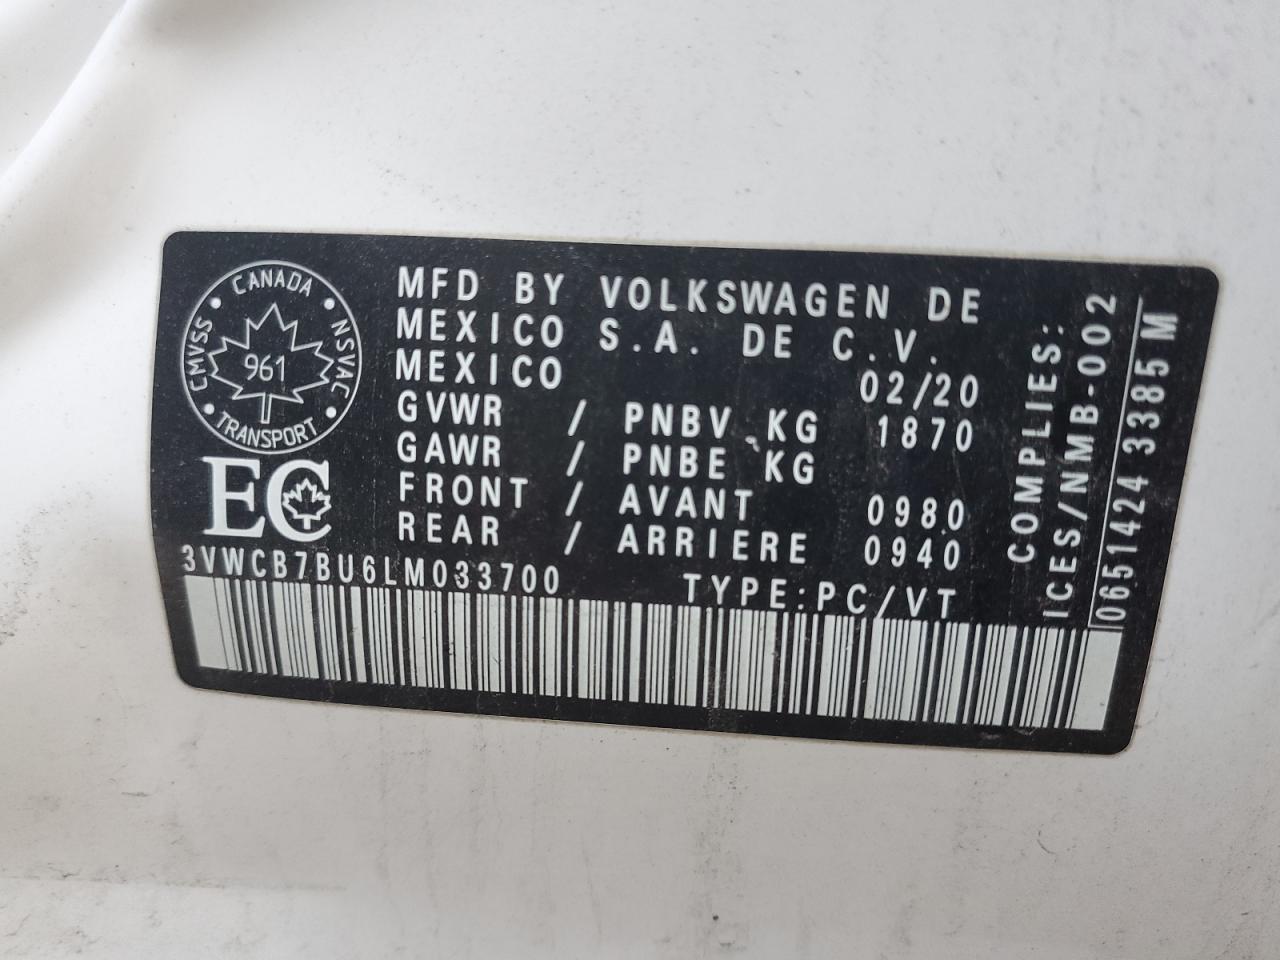 CANADA
CMVSS
NSVAC
961
TRANSPORT
EC
MFD BY VOLKSWAGEN DE
MEXICO S.A. DE C.V.
MEXICO 02/20
GVWR / PNBV KG 1870
GAWR / PNBE KG
FRONT / AVANT 0980
REAR / ARRIERE 0940
3VWCB7BU6LM033700 TYPE:PC/VT
COMPLIES:
ICES/NMB-002
0651424 3385 M